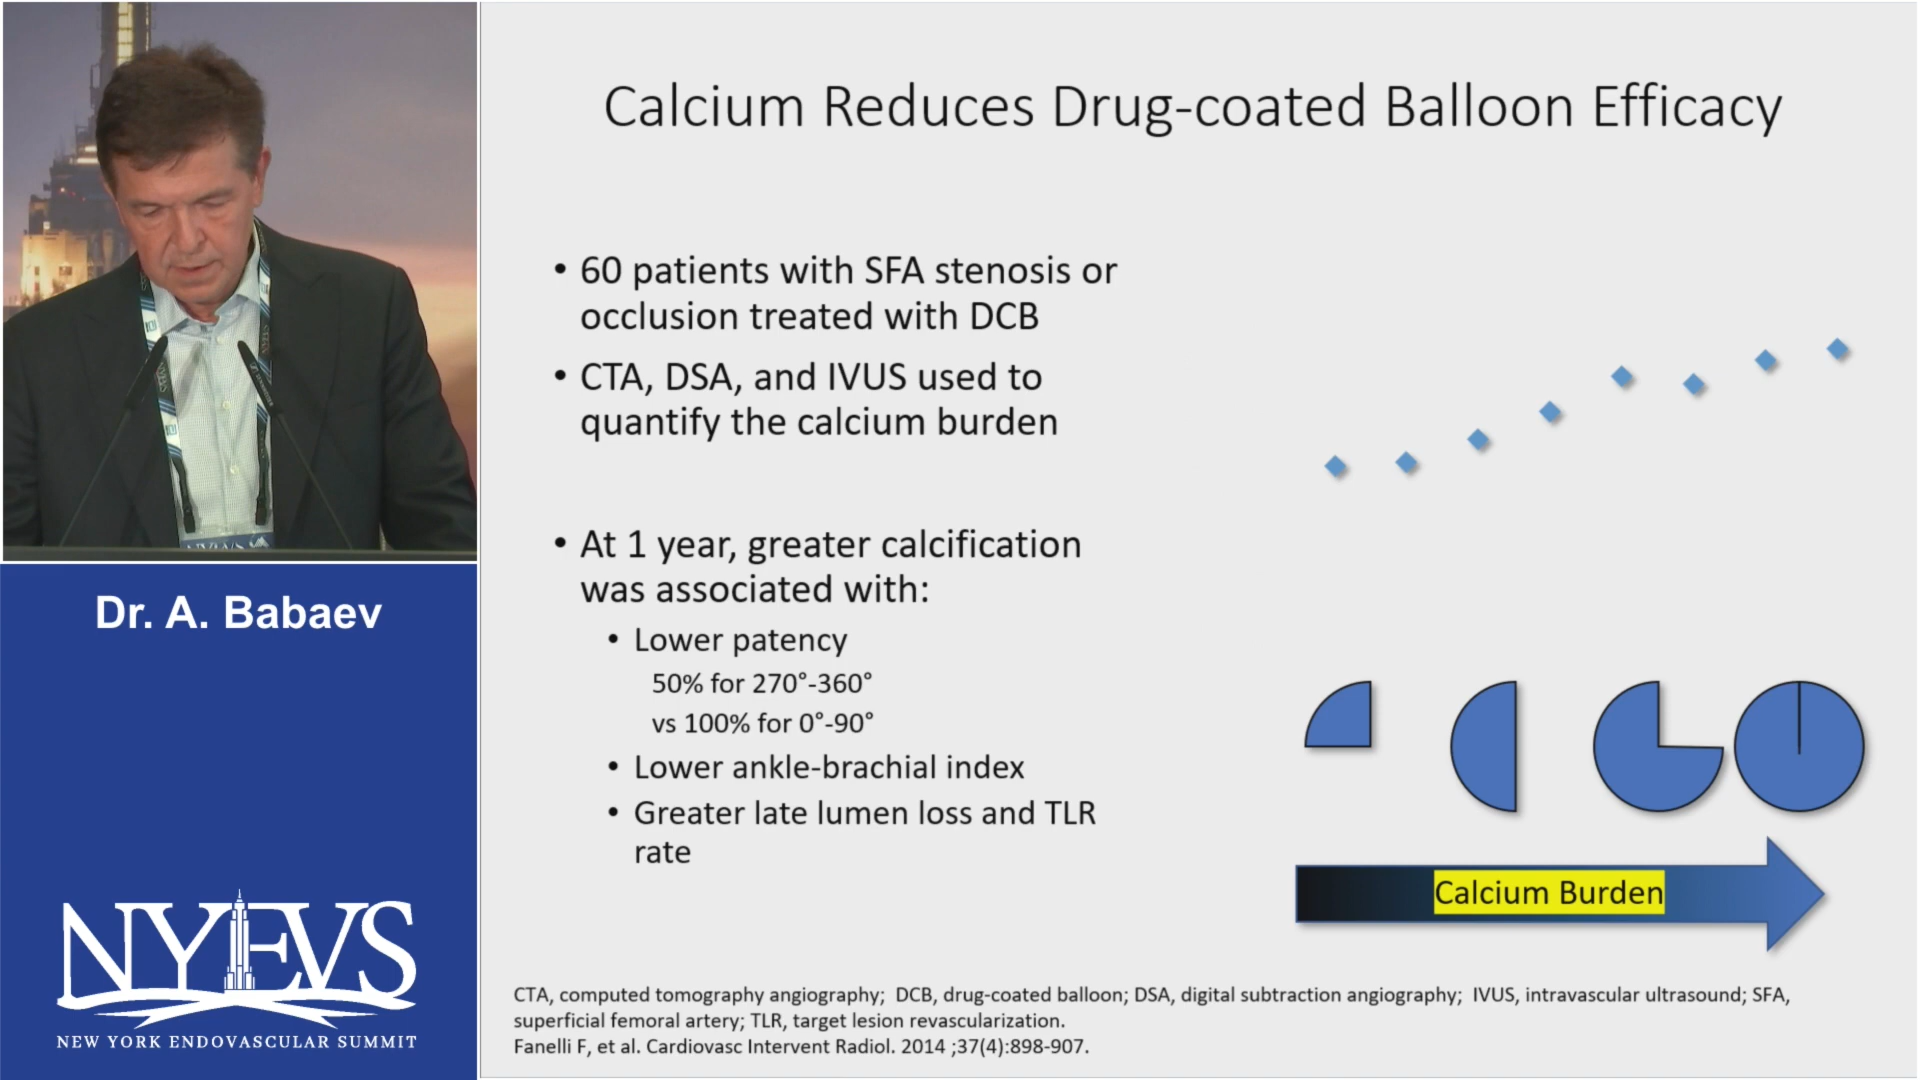 Calcium Reduces Drug-coated Balloon Efficacy
• 60 patients with SFA stenosis or
occlusion treated with DCB
• CTA, DSA, and IVUS used to
quantify the calcium burden
• At 1 year, greater calcification
was associated with:
• Lower patency
50% for 270°-360°
vs 100% for 0°-90°
• Lower ankle-brachial index
• Greater late lumen loss and TLR
rate
Calcium Burden
CTA, computed tomography angiography; DCB, drug-coated balloon; DSA, digital subtraction angiography; IVUS, intravascular ultrasound; SFA,
superficial femoral artery; TLR, target lesion revascularization.
Fanelli F, et al. Cardiovasc Intervent Radiol. 2014 ;37(4):898-907.
Dr. A. Babaev
NYEVS
NEW YORK ENDOVASCULAR SUMMIT